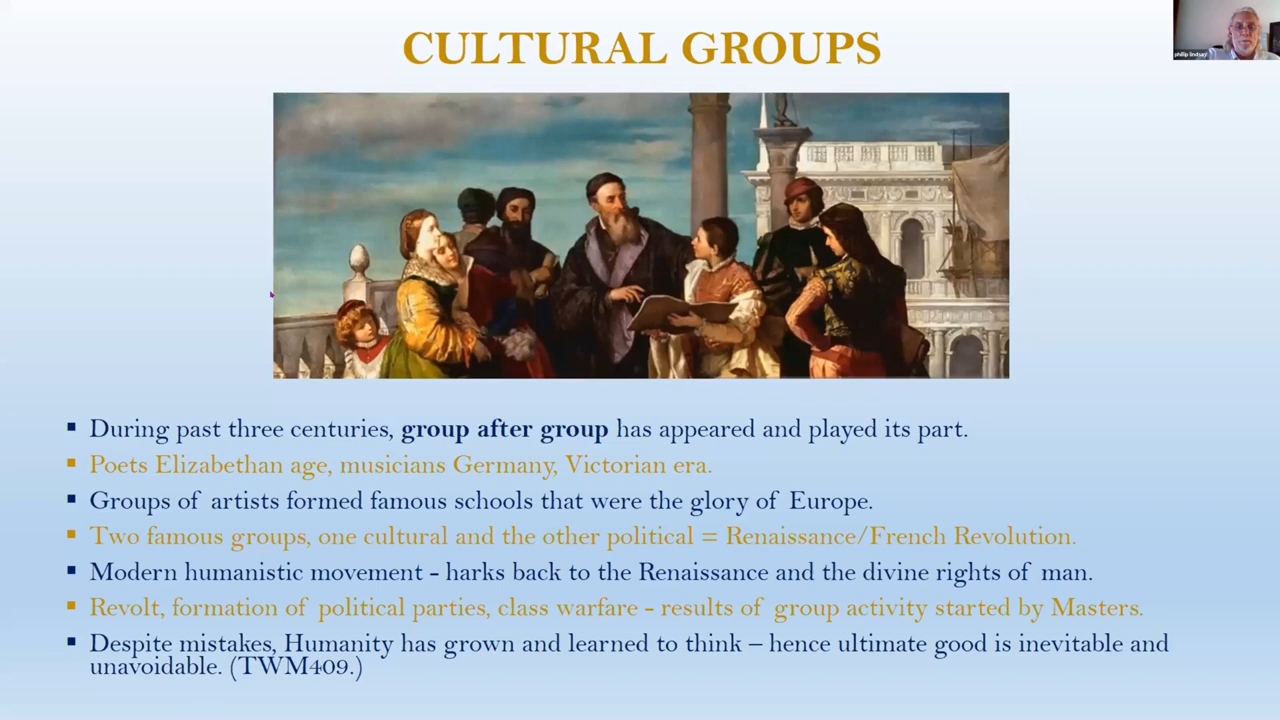 CULTURAL GROUPS
phillip lindsay
▪ During past three centuries, group after group has appeared and played its part.
▪ Poets Elizabethan age, musicians Germany, Victorian era.
▪ Groups of artists formed famous schools that were the glory of Europe.
▪ Two famous groups, one cultural and the other political = Renaissance/French Revolution.
▪ Modern humanistic movement - harks back to the Renaissance and the divine rights of man.
▪ Revolt, formation of political parties, class warfare - results of group activity started by Masters.
▪ Despite mistakes, Humanity has grown and learned to think – hence ultimate good is inevitable and
unavoidable. (TWM409.)